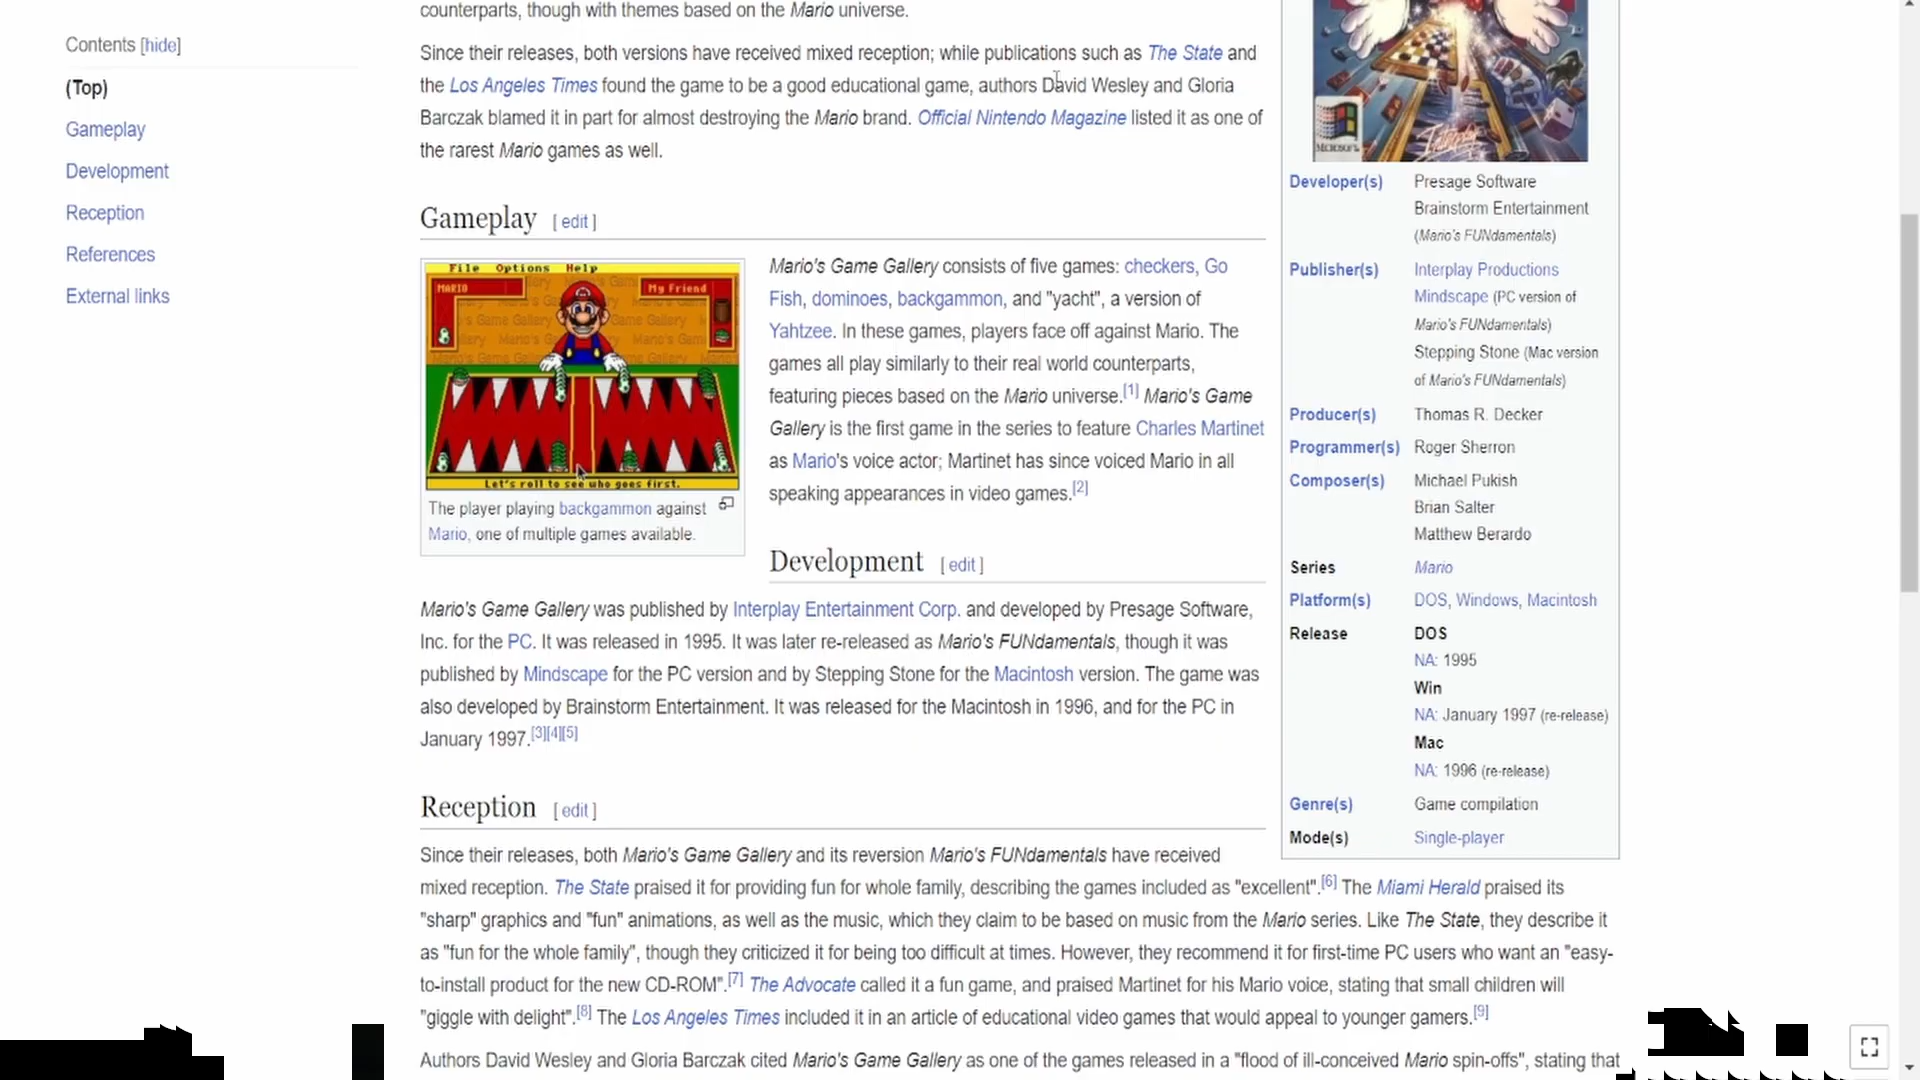 Contents [hide]
(Top)
Gameplay
Development
Reception
References
External links
counterparts, though with themes based on the Mario universe.
Since their releases, both versions have received mixed reception; while publications such as The State and
the Los Angeles Times found the game to be a good educational game, authors David Wesley and Gloria
Barczak blamed it in part for almost destroying the Mario brand. Official Nintendo Magazine listed it as one of
the rarest Mario games as well.
Gameplay [ edit ]
File Options Help
MARIO
My Friend
Let's roll to see who goes first.
The player playing backgammon against
Mario, one of multiple games available.
Mario's Game Gallery consists of five games: checkers, Go
Fish, dominoes, backgammon, and "yacht", a version of
Yahtzee. In these games, players face off against Mario. The
games all play similarly to their real world counterparts,
featuring pieces based on the Mario universe.[1] Mario's Game
Gallery is the first game in the series to feature Charles Martinet
as Mario's voice actor; Martinet has since voiced Mario in all
speaking appearances in video games.[2]
Development [ edit ]
Mario's Game Gallery was published by Interplay Entertainment Corp. and developed by Presage Software,
Inc. for the PC. It was released in 1995. It was later re-released as Mario's FUNdamentals, though it was
published by Mindscape for the PC version and by Stepping Stone for the Macintosh version. The game was
also developed by Brainstorm Entertainment. It was released for the Macintosh in 1996, and for the PC in
January 1997.[3][4][5]
Reception [ edit ]
Since their releases, both Mario's Game Gallery and its reversion Mario's FUNdamentals have received
mixed reception. The State praised it for providing fun for whole family, describing the games included as "excellent".[6] The Miami Herald praised its
"sharp" graphics and "fun" animations, as well as the music, which they claim to be based on music from the Mario series. Like The State, they describe it
as "fun for the whole family", though they criticized it for being too difficult at times. However, they recommend it for first-time PC users who want an "easy-
to-install product for the new CD-ROM".[7] The Advocate called it a fun game, and praised Martinet for his Mario voice, stating that small children will
"giggle with delight".[8] The Los Angeles Times included it in an article of educational video games that would appeal to younger gamers.[9]
Authors David Wesley and Gloria Barczak cited Mario's Game Gallery as one of the games released in a "flood of ill-conceived Mario spin-offs", stating that
MICROSOFT
Interplay
Developer(s) Presage Software
Brainstorm Entertainment
(Mario's FUNdamentals)
Publisher(s) Interplay Productions
Mindscape (PC version of
Mario's FUNdamentals)
Stepping Stone (Mac version
of Mario's FUNdamentals)
Producer(s) Thomas R. Decker
Programmer(s) Roger Sherron
Composer(s) Michael Pukish
Brian Salter
Matthew Berardo
Series Mario
Platform(s) DOS, Windows, Macintosh
Release DOS
NA: 1995
Win
NA: January 1997 (re-release)
Mac
NA: 1996 (re-release)
Genre(s) Game compilation
Mode(s) Single-player